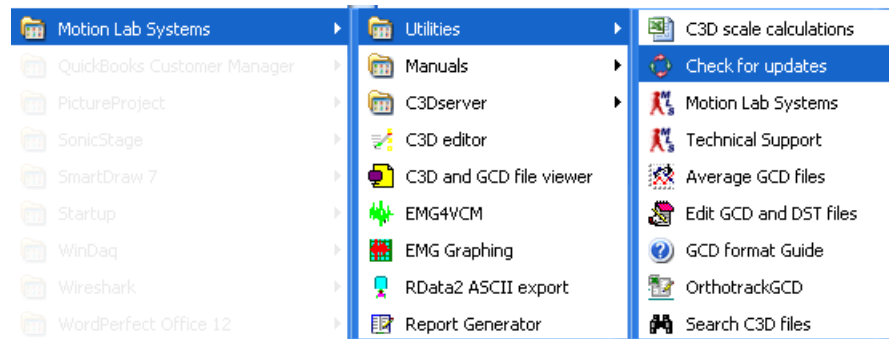 Motion Lab Systems
QuickBooks Customer Manager
PictureProject
SonicStage
SmartDraw 7
Startup
WinDaq
Wireshark
WordPerfect Office 12
Utilities
Manuals
C3Dserver
C3D editor
C3D and GCD file viewer
EMG4VCM
EMG Graphing
RData2 ASCII export
Report Generator
C3D scale calculations
Check for updates
Motion Lab Systems
Technical Support
Average GCD files
Edit GCD and DST files
GCD format Guide
OrthotrackGCD
Search C3D files